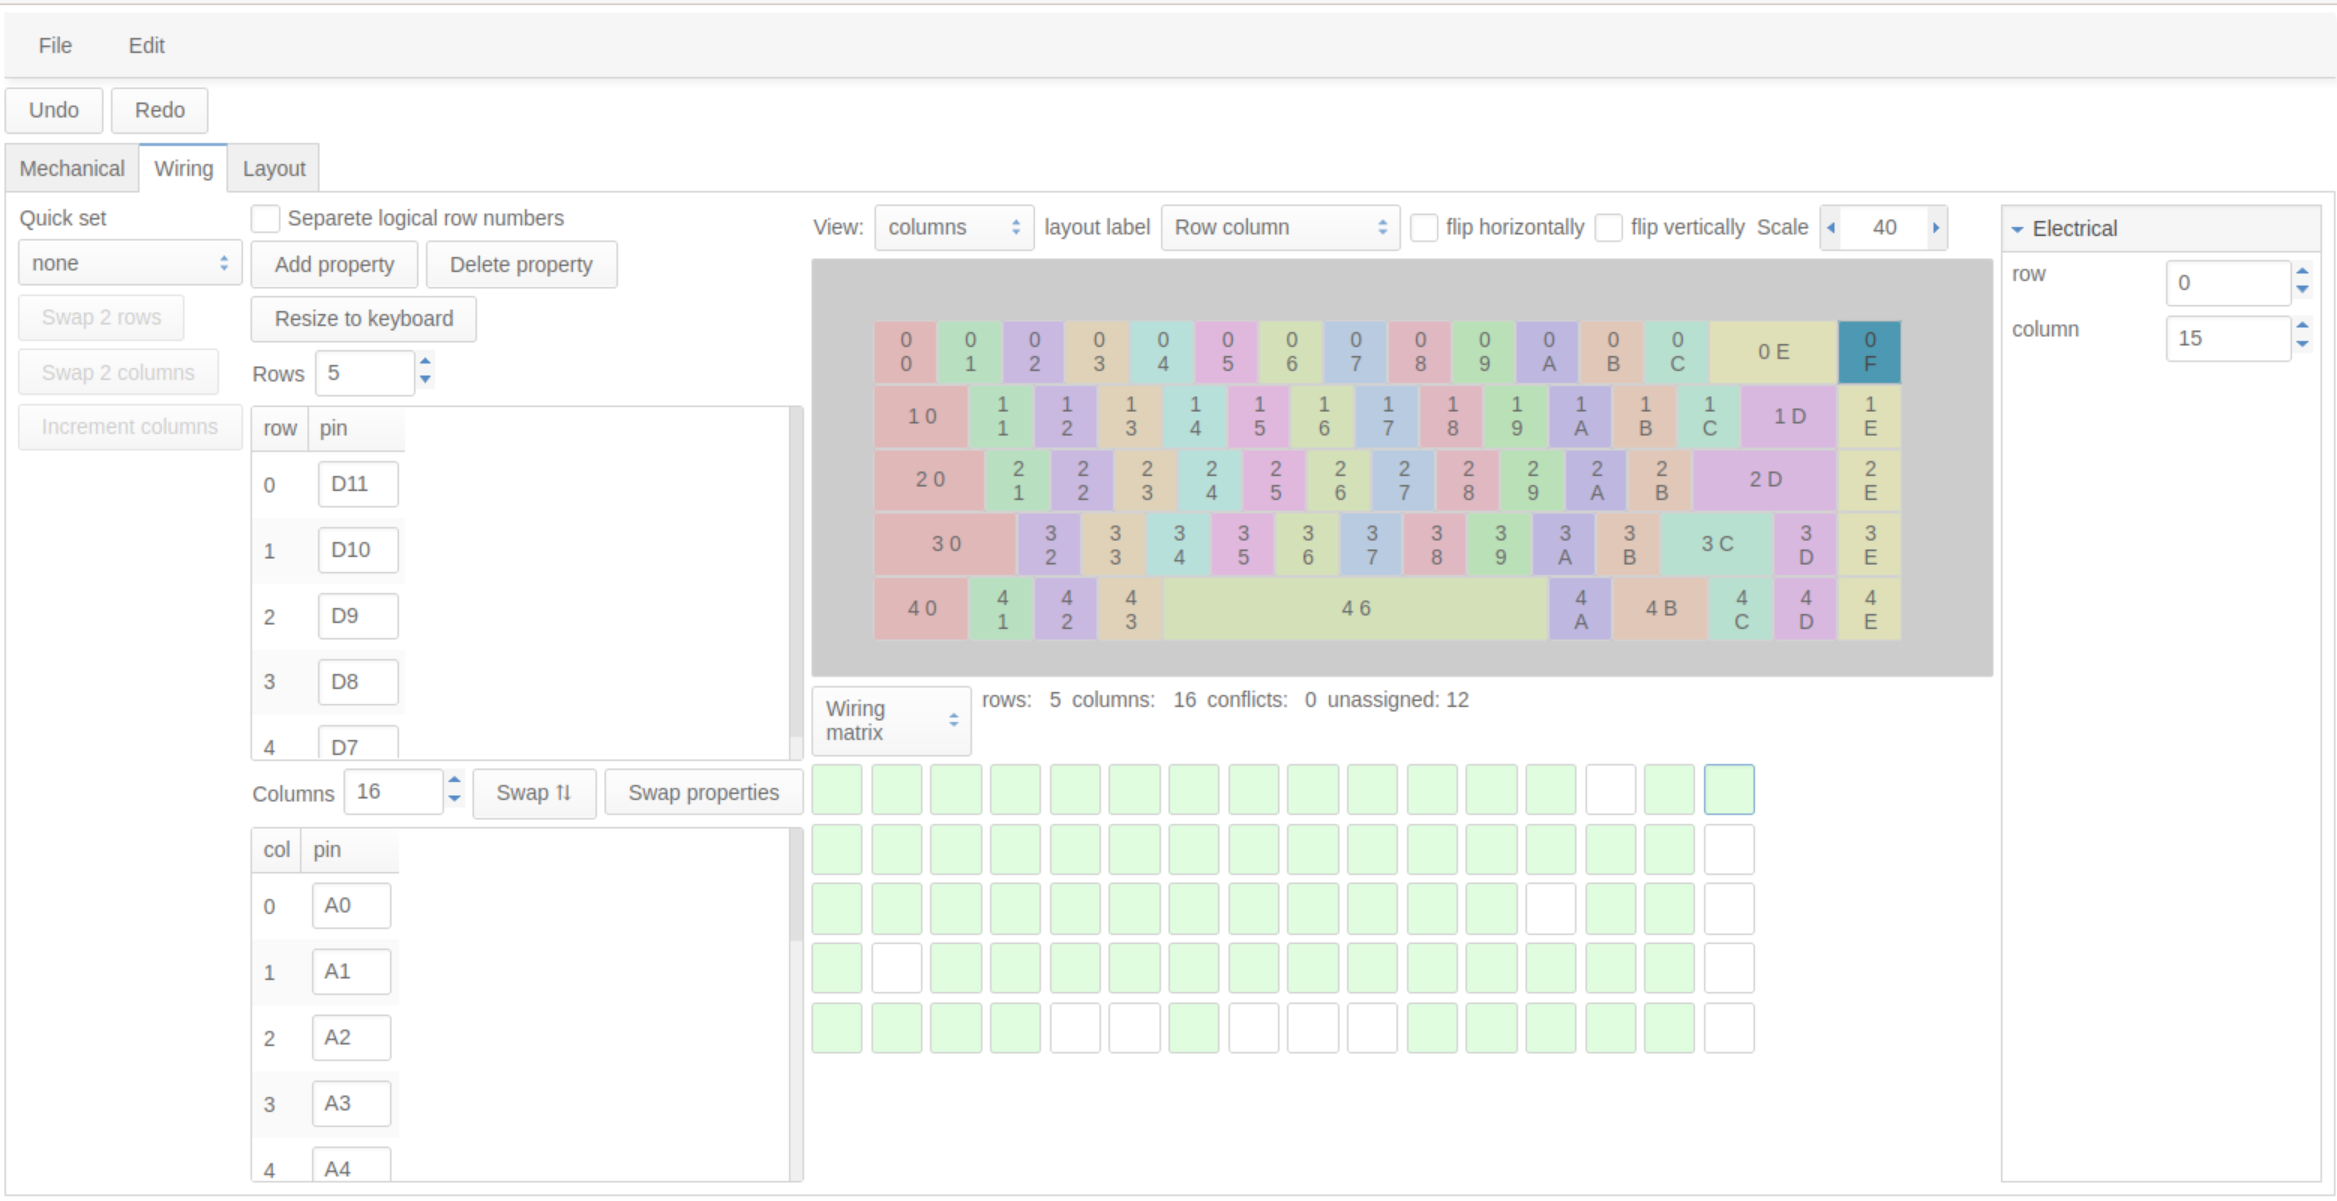 File Edit
Undo Redo
Mechanical Wiring Layout
Quick set
none
Swap 2 rows
Swap 2 columns
Increment columns
Separete logical row numbers
Add property Delete property
Resize to keyboard
Rows 5
row pin
0 D11
1 D10
2 D9
3 D8
4 D7
Columns 16 Swap ⇅ Swap properties
col pin
0 A0
1 A1
2 A2
3 A3
4 A4
View: columns layout label Row column flip horizontally flip vertically Scale 40
0 0 0 0 0 0 0 0 0 0 0 0 0 0 E 0
0 1 2 3 4 5 6 7 8 9 A B C F
1 0 1 1 1 1 1 1 1 1 1 1 1 1 1 D 1
1 2 3 4 5 6 7 8 9 A B C E
2 0 2 2 2 2 2 2 2 2 2 2 2 2 D 2
1 2 3 4 5 6 7 8 9 A B E
3 0 3 3 3 3 3 3 3 3 3 3 3 C 3 3
2 3 4 5 6 7 8 9 A B D E
4 0 4 4 4 4 6 4 4 B 4 4 4
1 2 3 A C D E
Wiring
matrix
rows: 5 columns: 16 conflicts: 0 unassigned: 12
Electrical
row 0
column 15